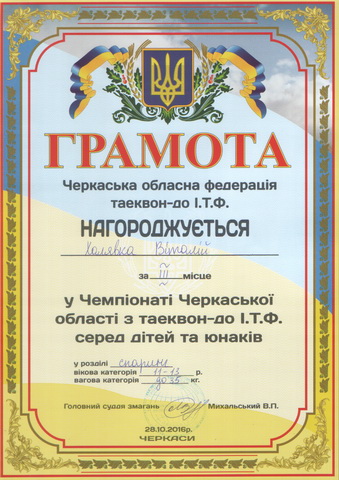 ГРАМОТА
Черкаська обласна федерація
таеквон-до І.Т.Ф.
НАГОРОДЖУЄТЬСЯ
Халявка Віталій
за III місце
у Чемпіонаті Черкаської
області з таеквон-до І.Т.Ф.
серед дітей та юнаків
у розділі спаринг
вікова категорія 11-13 р.
вагова категорія до 35 кг.
Головний суддя змагань Михальський В.П.
28.10.2016р.
ЧЕРКАСИ